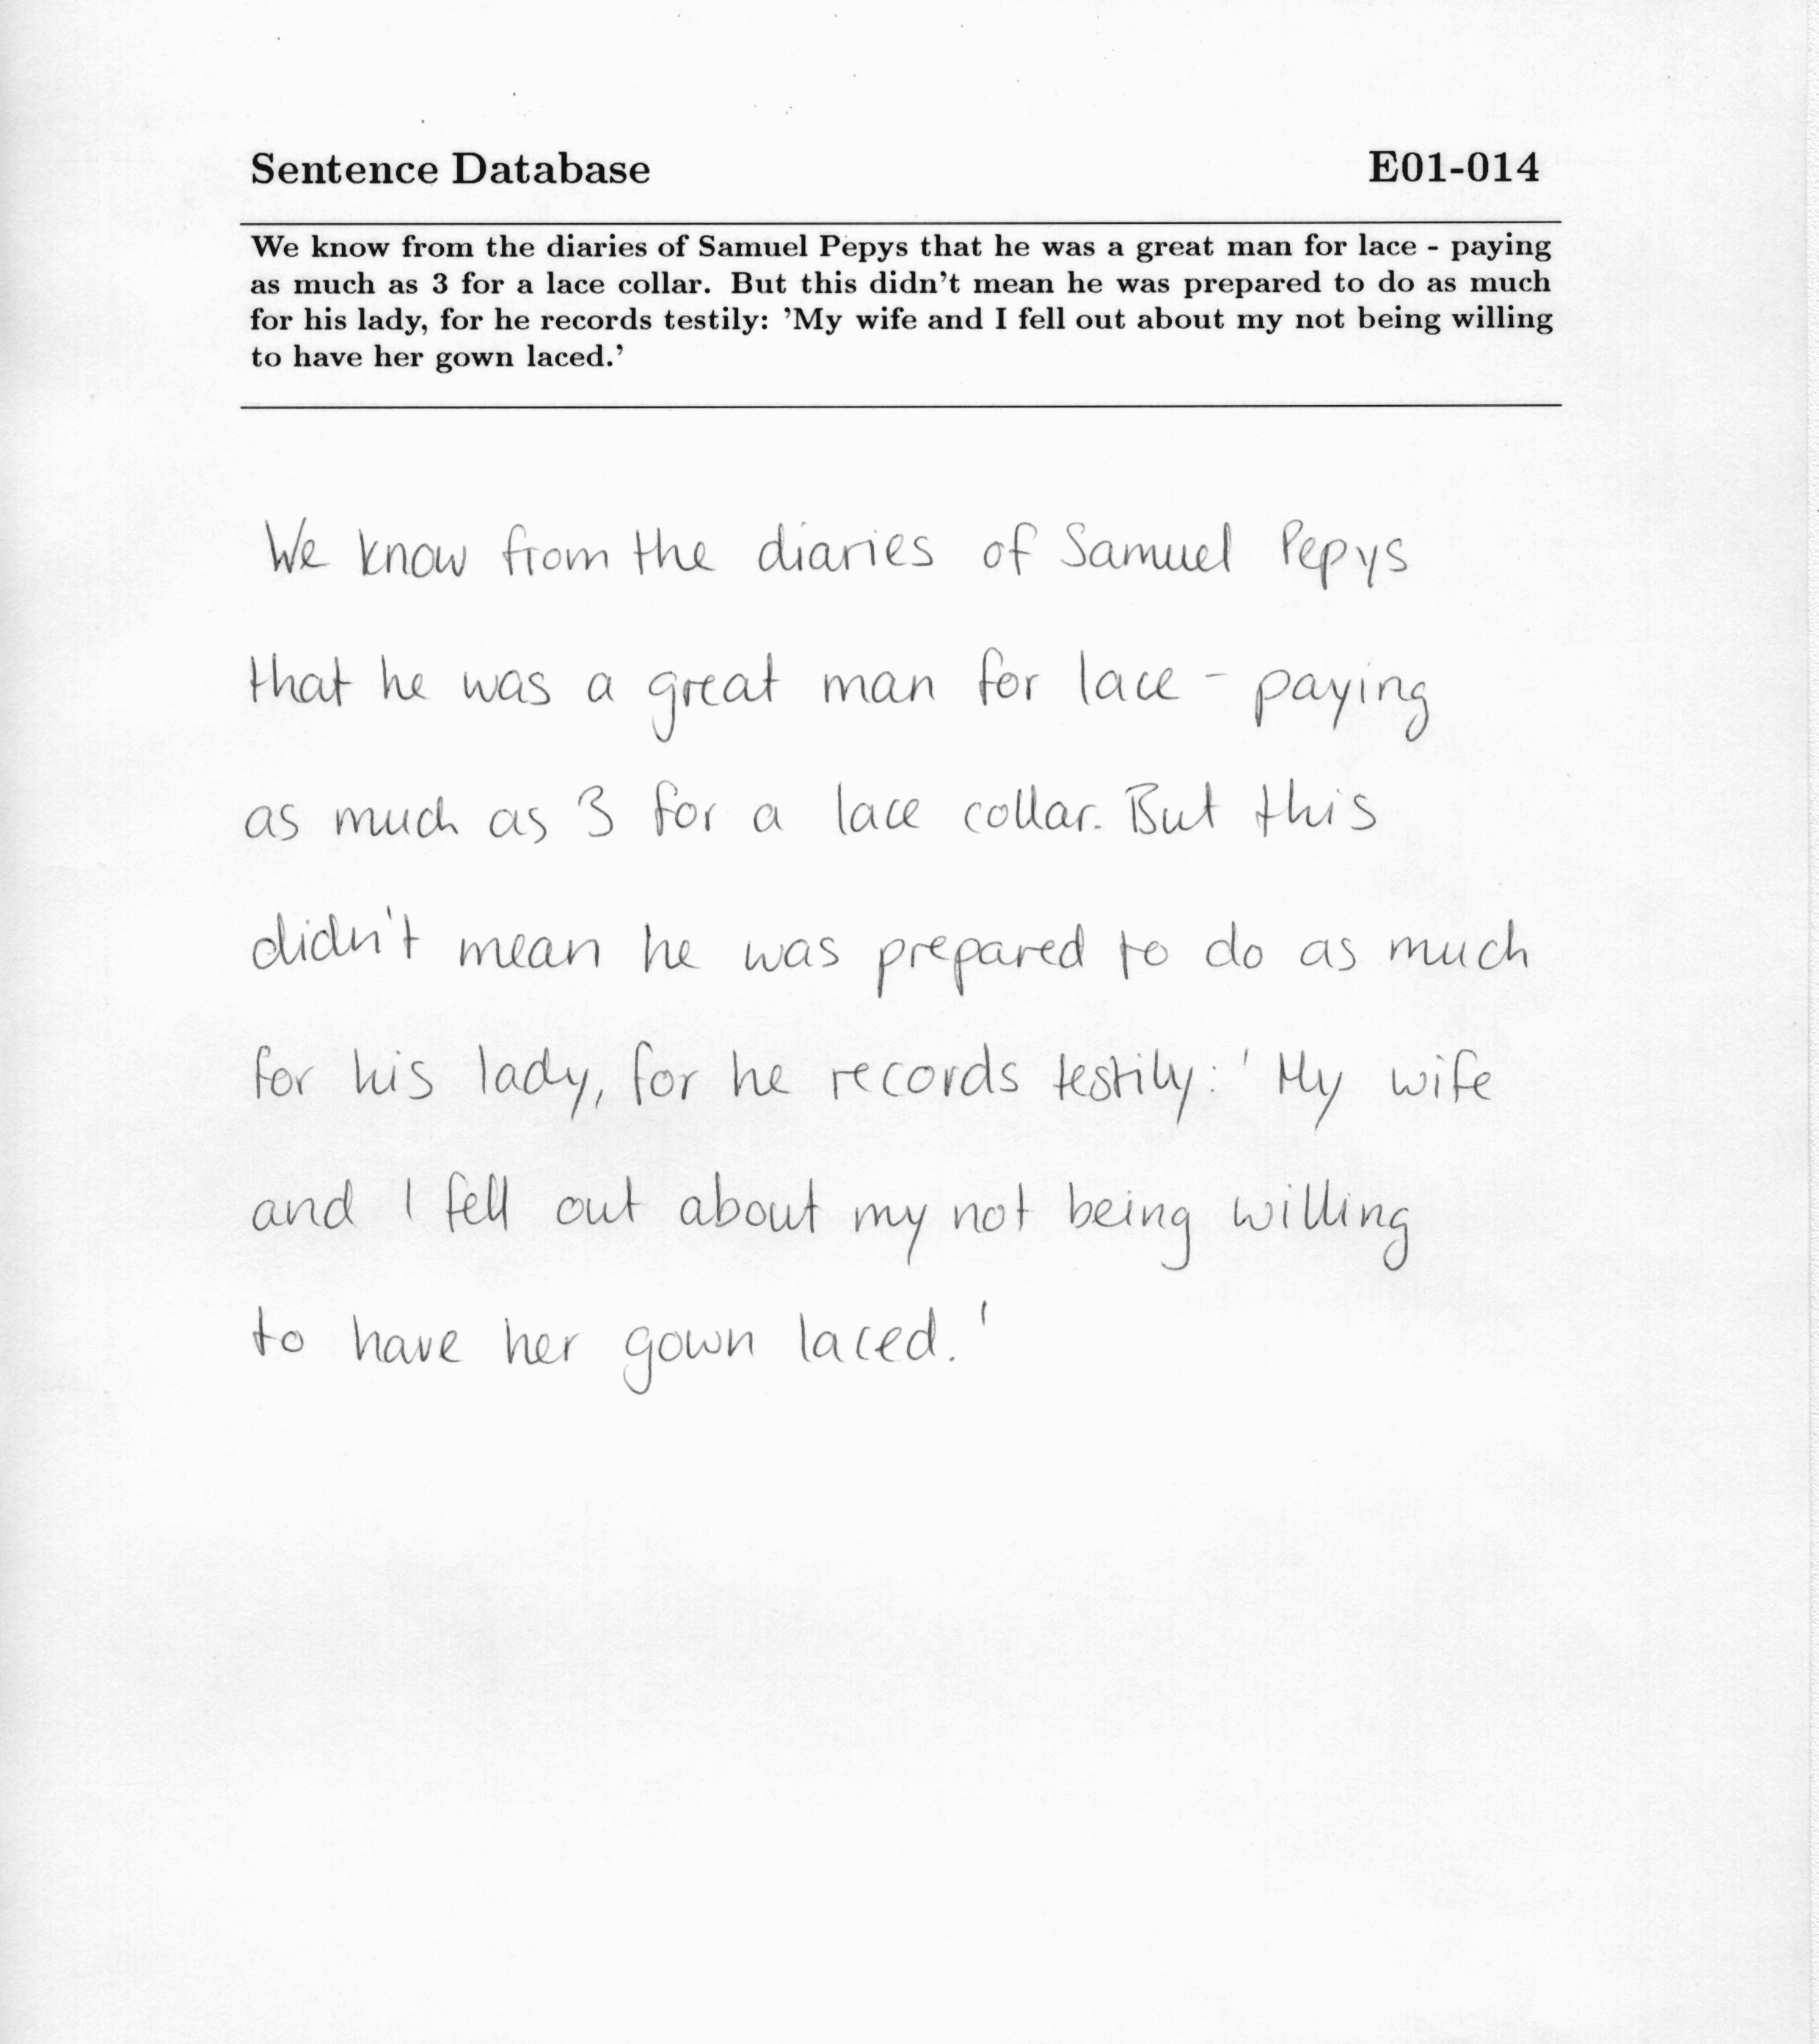 Sentence Database E01-014
We know from the diaries of Samuel Pepys that he was a great man for lace - paying
as much as 3 for a lace collar. But this didn't mean he was prepared to do as much
for his lady, for he records testily: 'My wife and I fell out about my not being willing
to have her gown laced.'
We know from the diaries of Samuel Pepys
that he was a great man for lace - paying
as much as 3 for a lace collar. But this
didn't mean he was prepared to do as much
for his lady, for he records testily: 'My wife
and I fell out about my not being willing
to have her gown laced.'